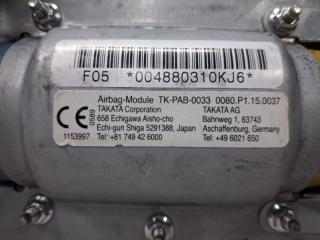 F05 *004880310KJ6*
Airbag-Module TK-PAB-0033 0080.P1.15.0037
TAKATA Corporation TAKATA AG
658 Echigawa Aisho-cho Bahnweg 1, 63743
Echi-gun Shiga 5291388, Japan Aschaffenburg, Germany
Tel:+81 749 42 6000 Tel:+49 6021 650
CE 0589
1153997